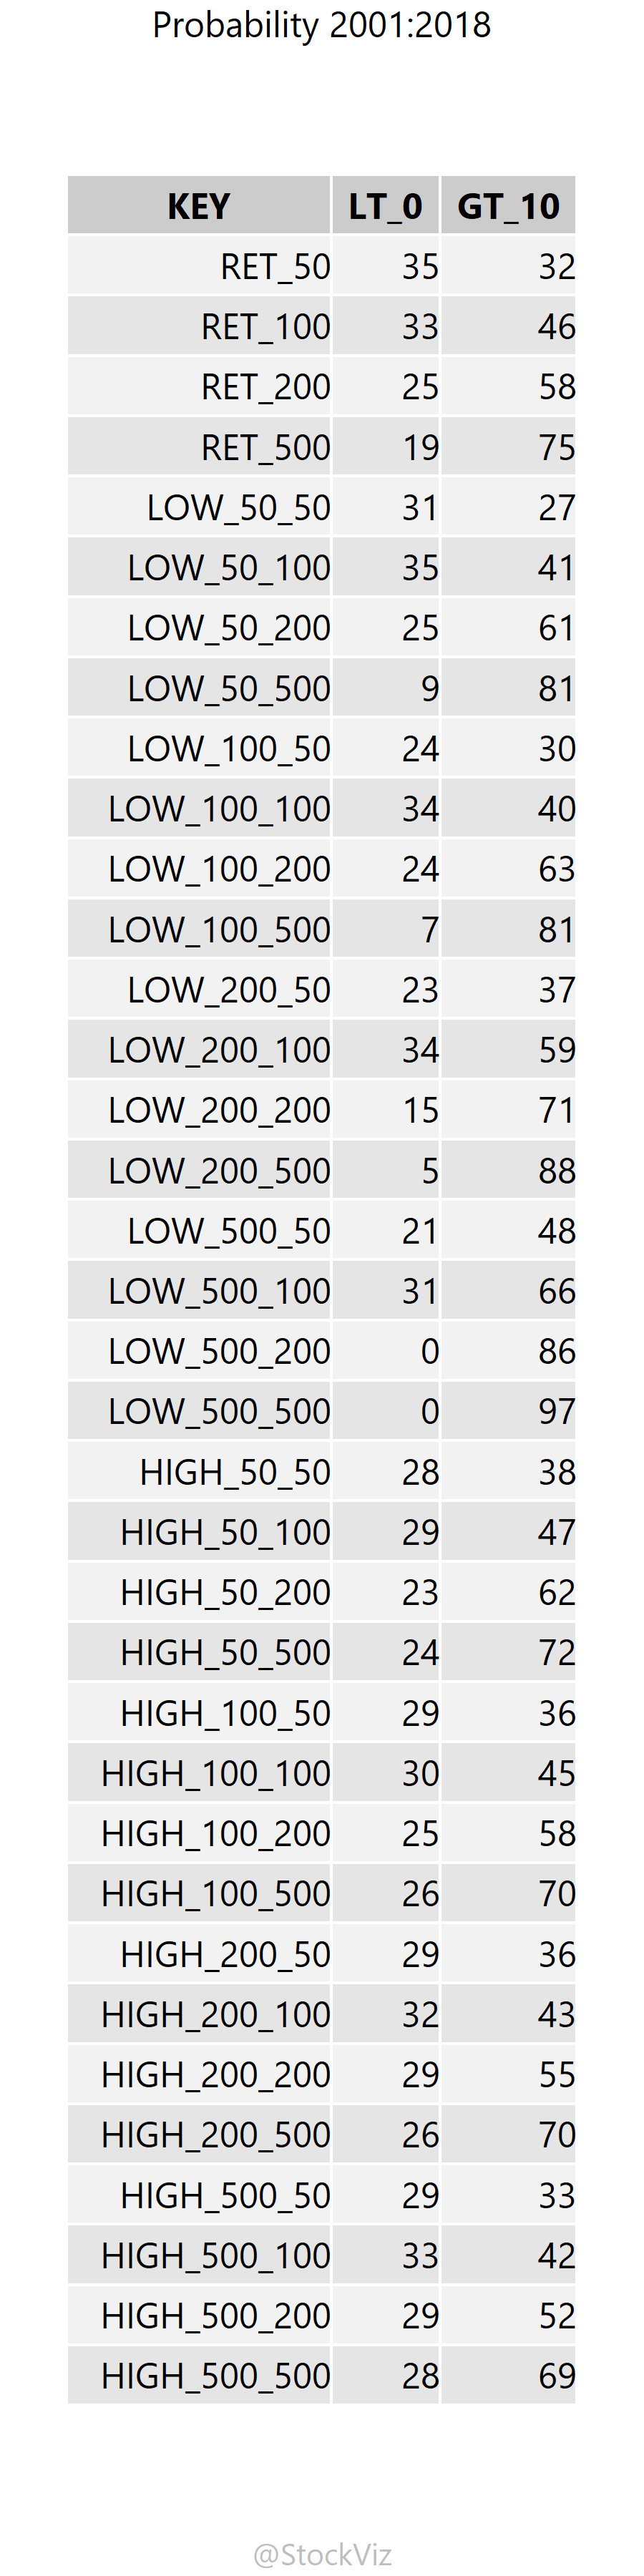 Probability 2001:2018
KEY LT_0 GT_10
RET_50 35 32
RET_100 33 46
RET_200 25 58
RET_500 19 75
LOW_50_50 31 27
LOW_50_100 35 41
LOW_50_200 25 61
LOW_50_500 9 81
LOW_100_50 24 30
LOW_100_100 34 40
LOW_100_200 24 63
LOW_100_500 7 81
LOW_200_50 23 37
LOW_200_100 34 59
LOW_200_200 15 71
LOW_200_500 5 88
LOW_500_50 21 48
LOW_500_100 31 66
LOW_500_200 0 86
LOW_500_500 0 97
HIGH_50_50 28 38
HIGH_50_100 29 47
HIGH_50_200 23 62
HIGH_50_500 24 72
HIGH_100_50 29 36
HIGH_100_100 30 45
HIGH_100_200 25 58
HIGH_100_500 26 70
HIGH_200_50 29 36
HIGH_200_100 32 43
HIGH_200_200 29 55
HIGH_200_500 26 70
HIGH_500_50 29 33
HIGH_500_100 33 42
HIGH_500_200 29 52
HIGH_500_500 28 69
@StockViz